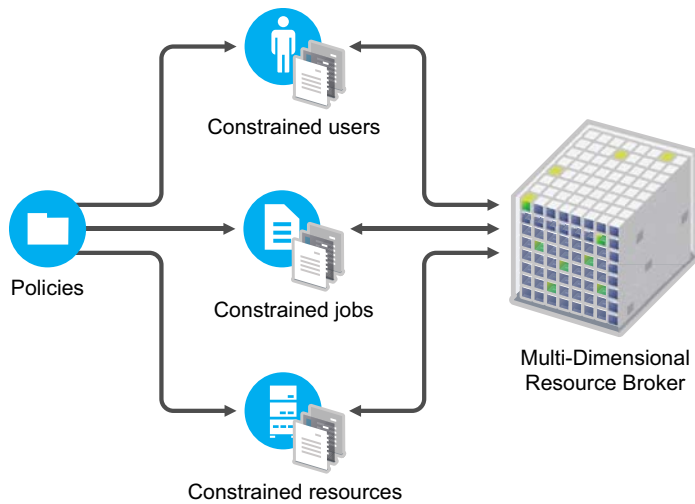 Constrained users
Policies
Constrained jobs
Multi-Dimensional
Resource Broker
Constrained resources